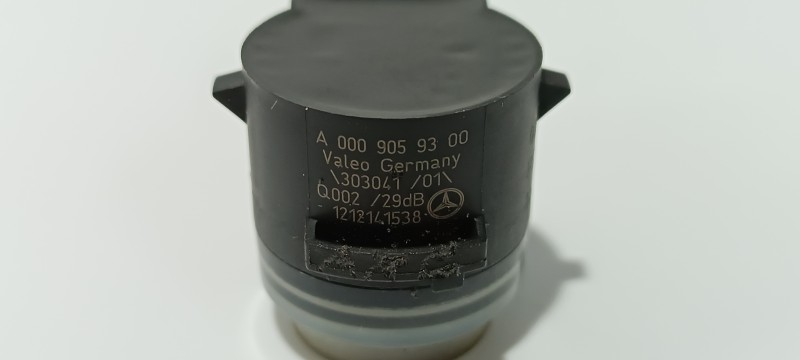 A 000 905 93 00
Valeo Germany
\303041 /01\
Q002 /29dB
1212141538